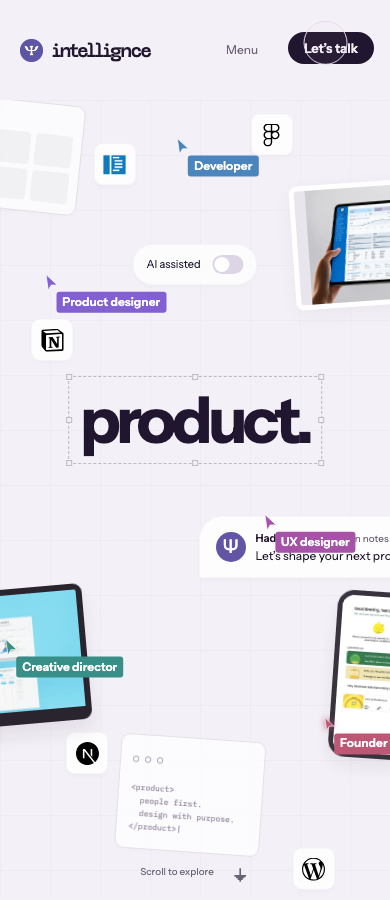 intellignce
Menu
Let's talk
Developer
AI assisted
Product designer
product.
UX designer
notes
Let's shape your next pro
Creative director
Founder
<product>
people first.
design with purpose.
</product>|
Scroll to explore